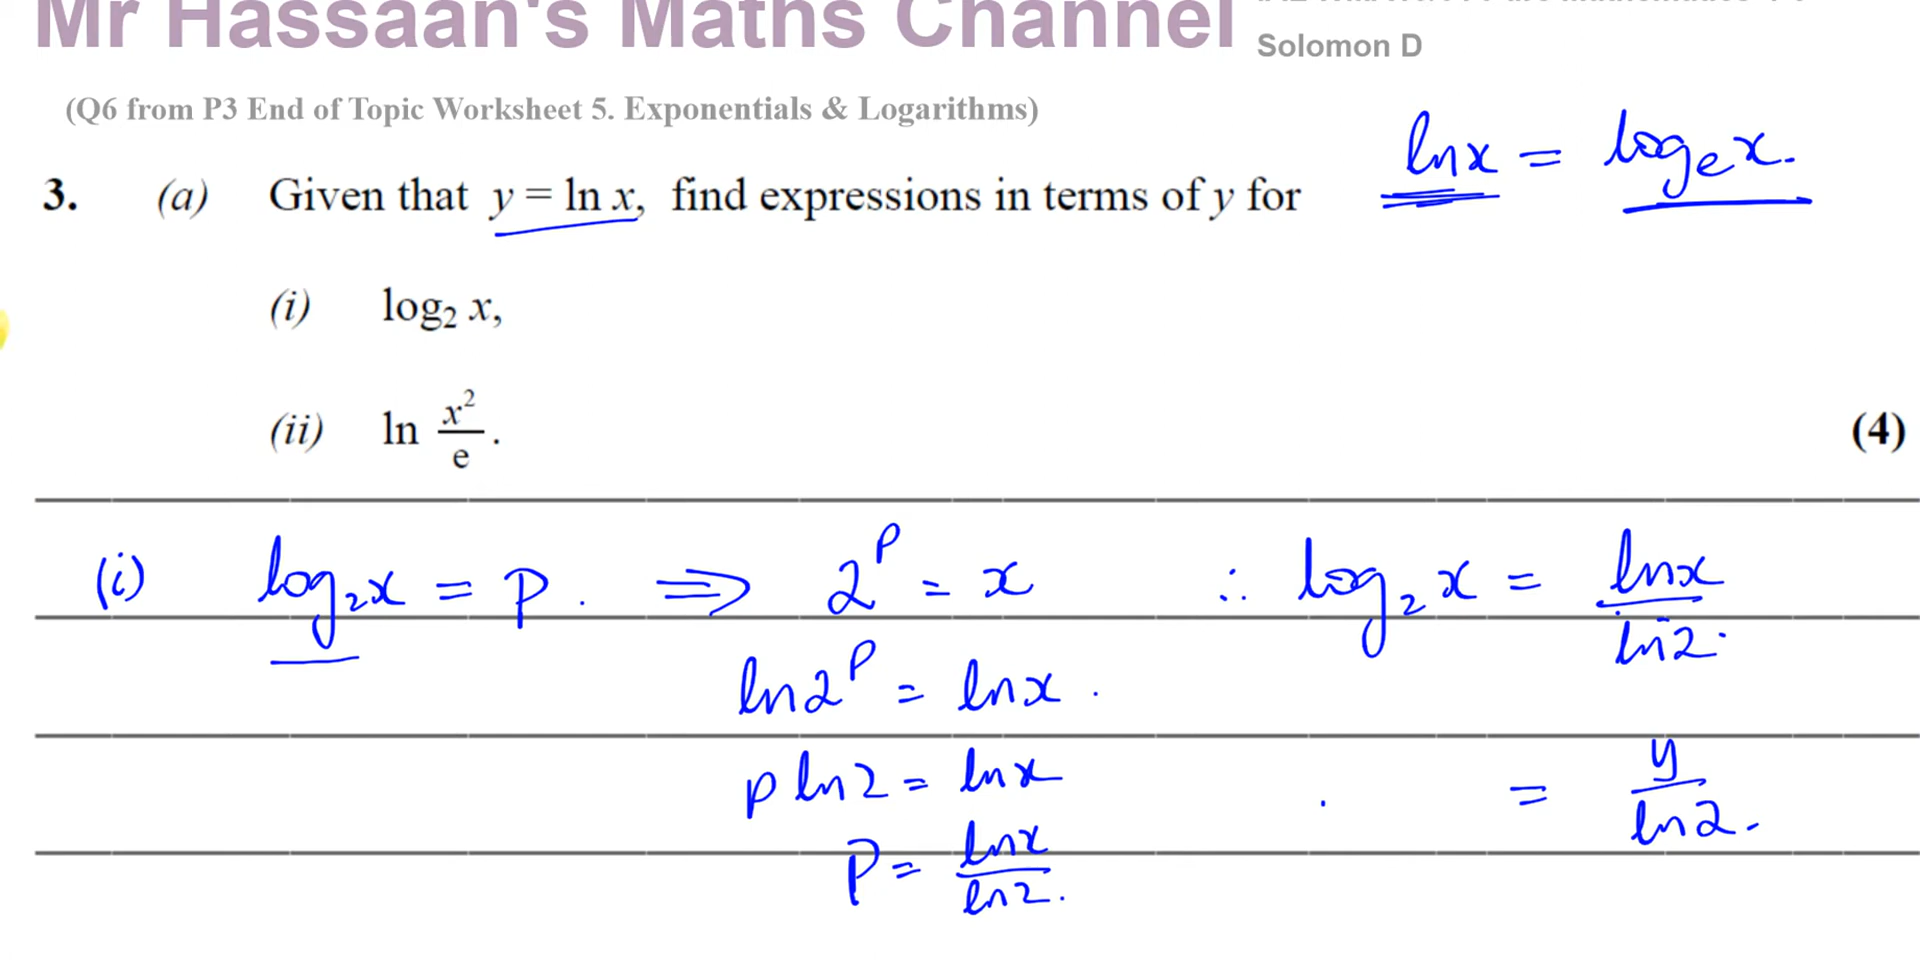 Mr Hassaan's Maths Channel
Solomon D
(Q6 from P3 End of Topic Worksheet 5. Exponentials & Logarithms)
ln x = logₑ x.
3. (a) Given that y = ln x, find expressions in terms of y for
(i) log₂ x,
(ii) ln x²/e. (4)
(i) log₂x = p. ⇒ 2ᵖ = x ∴ log₂ x = ln x/ln 2.
ln 2ᵖ = ln x.
p ln 2 = ln x = y/ln 2.
p = ln x/ln 2.